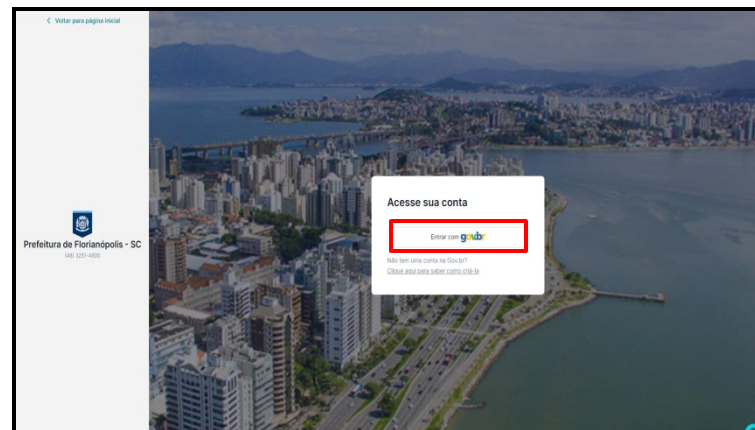 Voltar para página inicial
Prefeitura de Florianópolis - SC
(48) 3251-4900
Acesse sua conta
Entrar com gov.br
Não tem uma conta na Gov.br?
Clique aqui para saber como criá-la